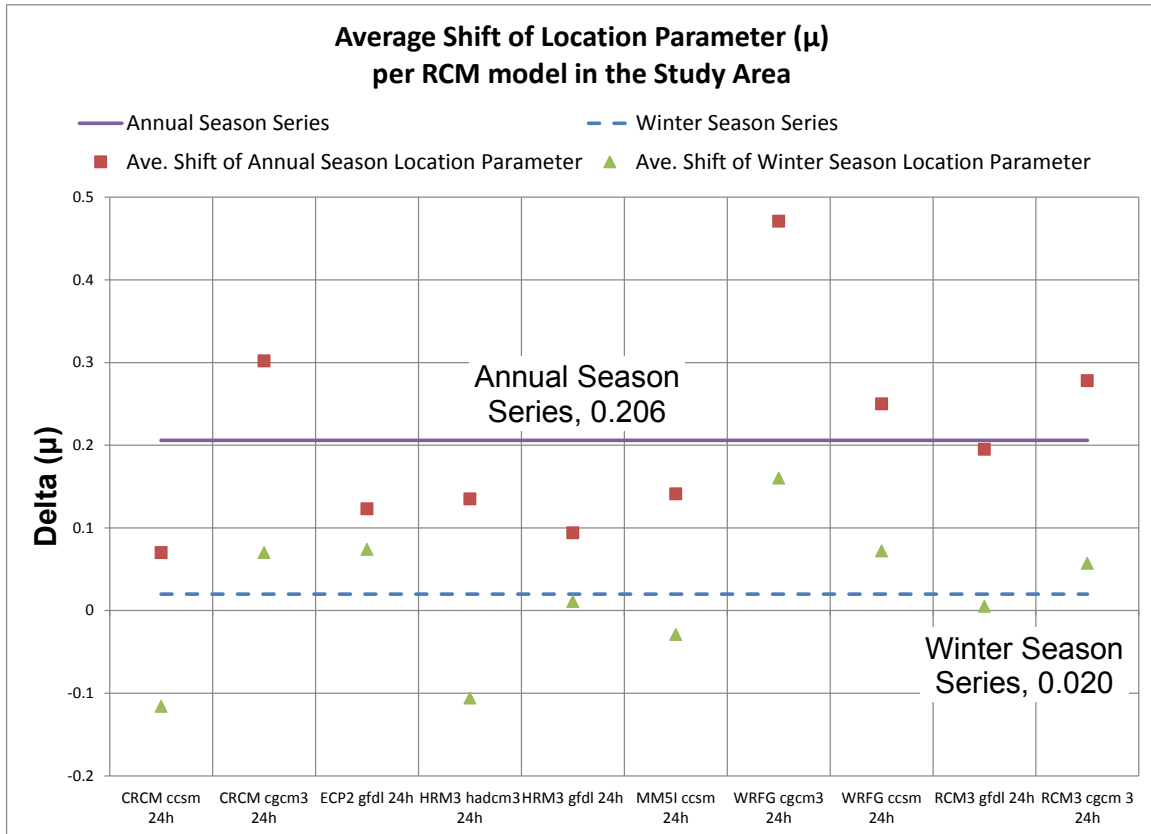 Average Shift of Location Parameter (μ)
per RCM model in the Study Area
Annual Season Series
Winter Season Series
Ave. Shift of Annual Season Location Parameter
Ave. Shift of Winter Season Location Parameter
0.5
0.4
0.3
0.2
0.1
0
-0.1
-0.2
Delta (μ)
Annual Season
Series, 0.206
Winter Season
Series, 0.020
CRCM ccsm
24h
CRCM cgcm3
24h
ECP2 gfdl 24h
HRM3 hadcm3
24h
HRM3 gfdl 24h
MM5I ccsm
24h
WRFG cgcm3
24h
WRFG ccsm
24h
RCM3 gfdl 24h
RCM3 cgcm 3
24h